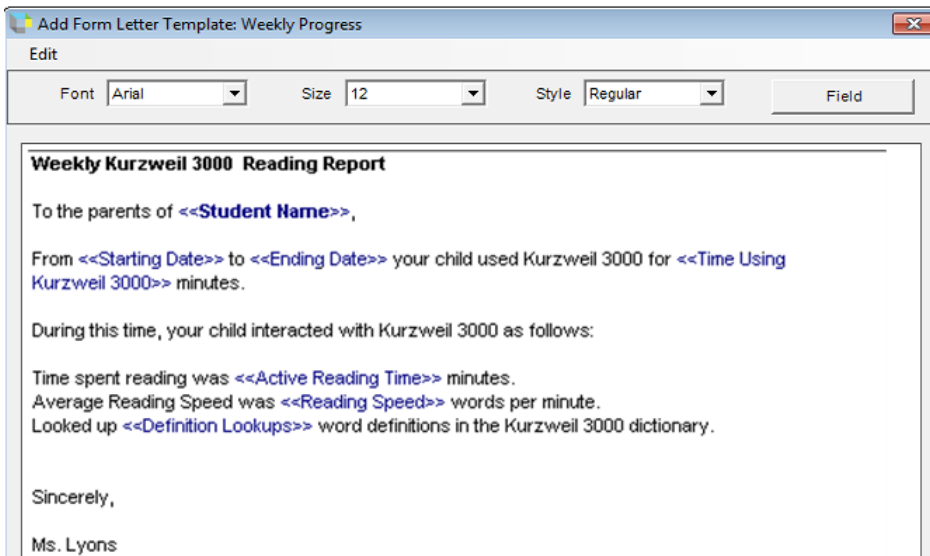 Add Form Letter Template: Weekly Progress
Edit
Font Arial Size 12 Style Regular Field
Weekly Kurzweil 3000 Reading Report
To the parents of <<Student Name>>,
From <<Starting Date>> to <<Ending Date>> your child used Kurzweil 3000 for <<Time Using
Kurzweil 3000>> minutes.
During this time, your child interacted with Kurzweil 3000 as follows:
Time spent reading was <<Active Reading Time>> minutes.
Average Reading Speed was <<Reading Speed>> words per minute.
Looked up <<Definition Lookups>> word definitions in the Kurzweil 3000 dictionary.
Sincerely,
Ms. Lyons